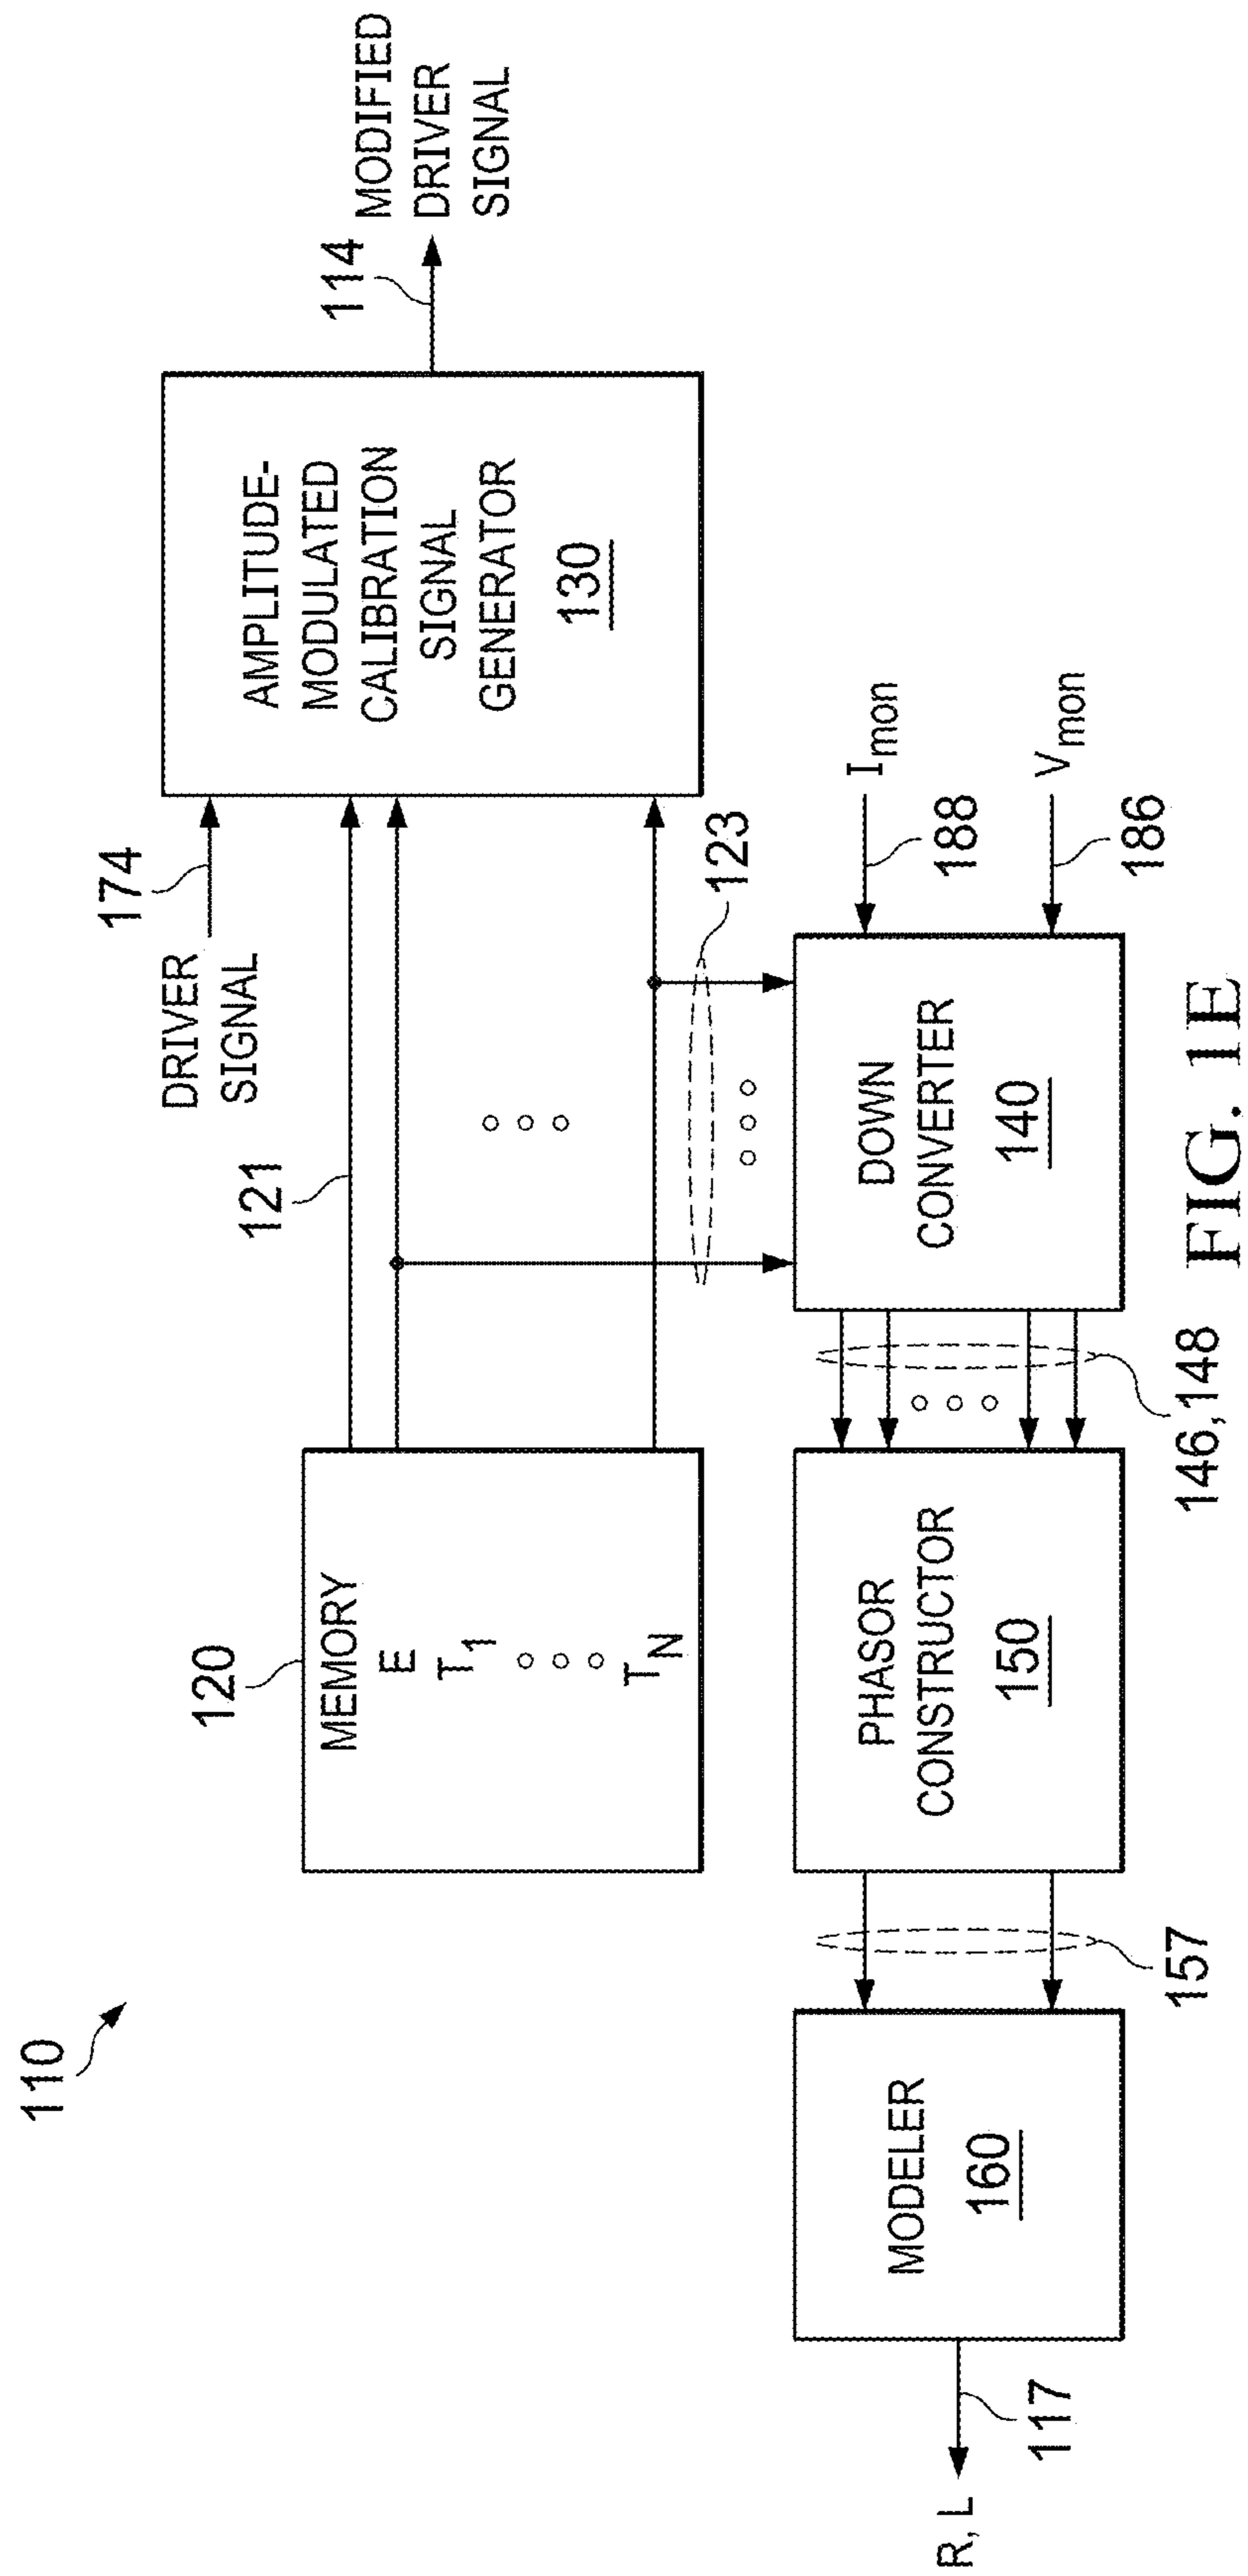 110
120
MEMORY
E
T1
TN
121
174
DRIVER
SIGNAL
AMPLITUDE-
MODULATED
CALIBRATION
SIGNAL
GENERATOR
130
114
MODIFIED
DRIVER
SIGNAL
123
R, L
117
MODELER
160
157
PHASOR
CONSTRUCTOR
150
146, 148
DOWN
CONVERTER
140
188
Imon
186
Vmon
FIG. 1E